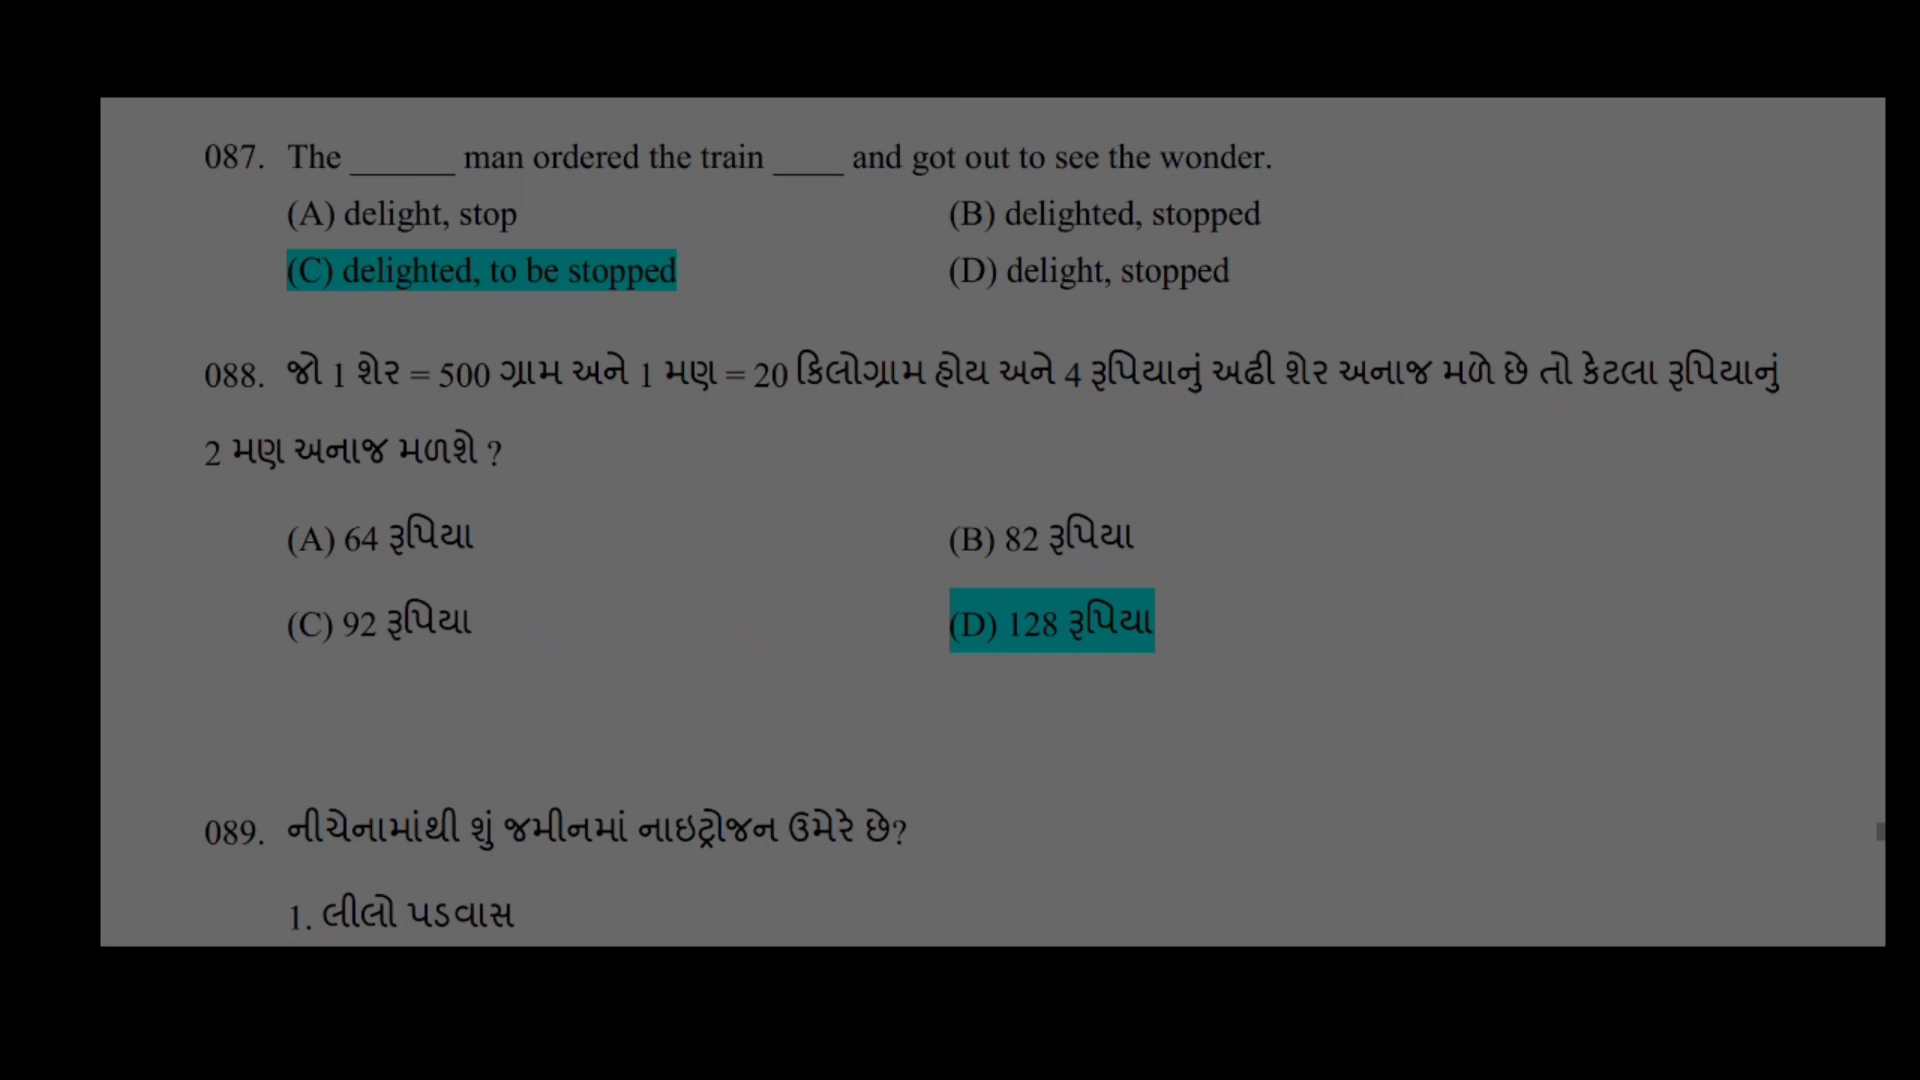 087. The ______ man ordered the train ____ and got out to see the wonder.
(A) delight, stop (B) delighted, stopped
(C) delighted, to be stopped (D) delight, stopped
088. જો 1 શેર = 500 ગ્રામ અને 1 મણ = 20 કિલોગ્રામ હોય અને 4 રૂપિયાનું અઢી શેર અનાજ મળે છે તો કેટલા રૂપિયાનું
2 મણ અનાજ મળશે ?
(A) 64 રૂપિયા (B) 82 રૂપિયા
(C) 92 રૂપિયા (D) 128 રૂપિયા
089. નીચેનામાંથી શું જમીનમાં નાઇટ્રોજન ઉમેરે છે?
1. લીલો પડવાસ